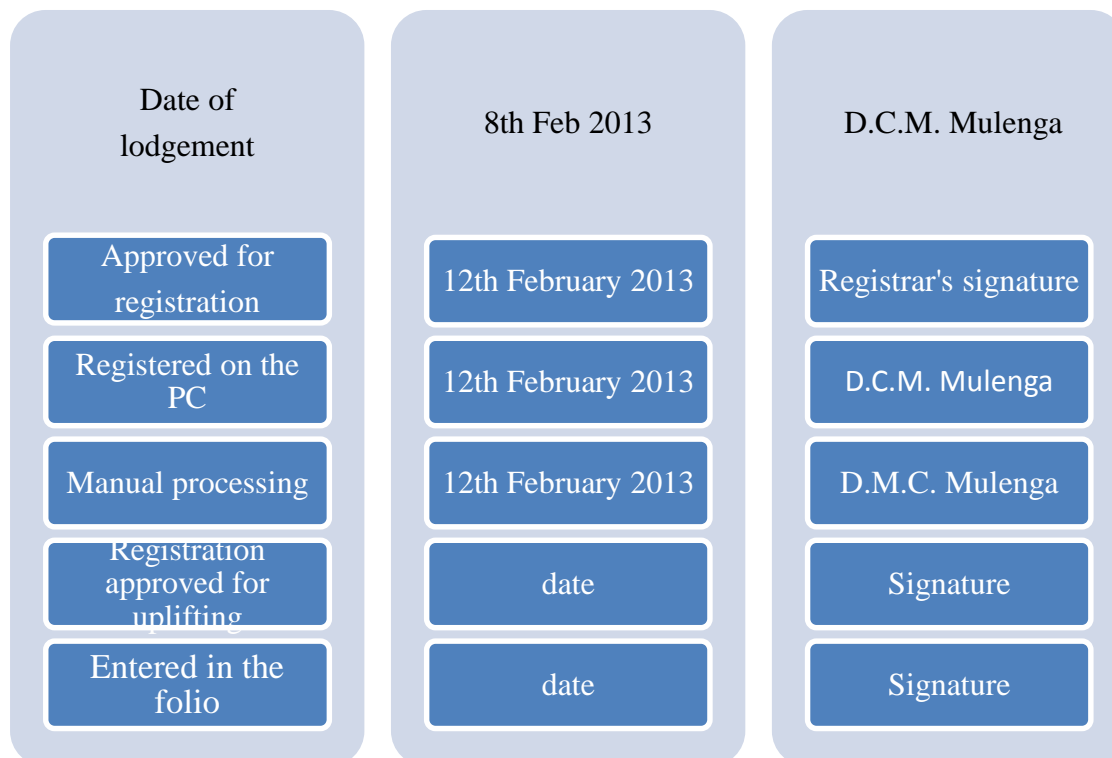 Date of
lodgement
8th Feb 2013
D.C.M. Mulenga
Approved for
registration
12th February 2013
Registrar's signature
Registered on the
PC
12th February 2013
D.C.M. Mulenga
Manual processing
12th February 2013
D.M.C. Mulenga
Registration
approved for
uplifting
date
Signature
Entered in the
folio
date
Signature